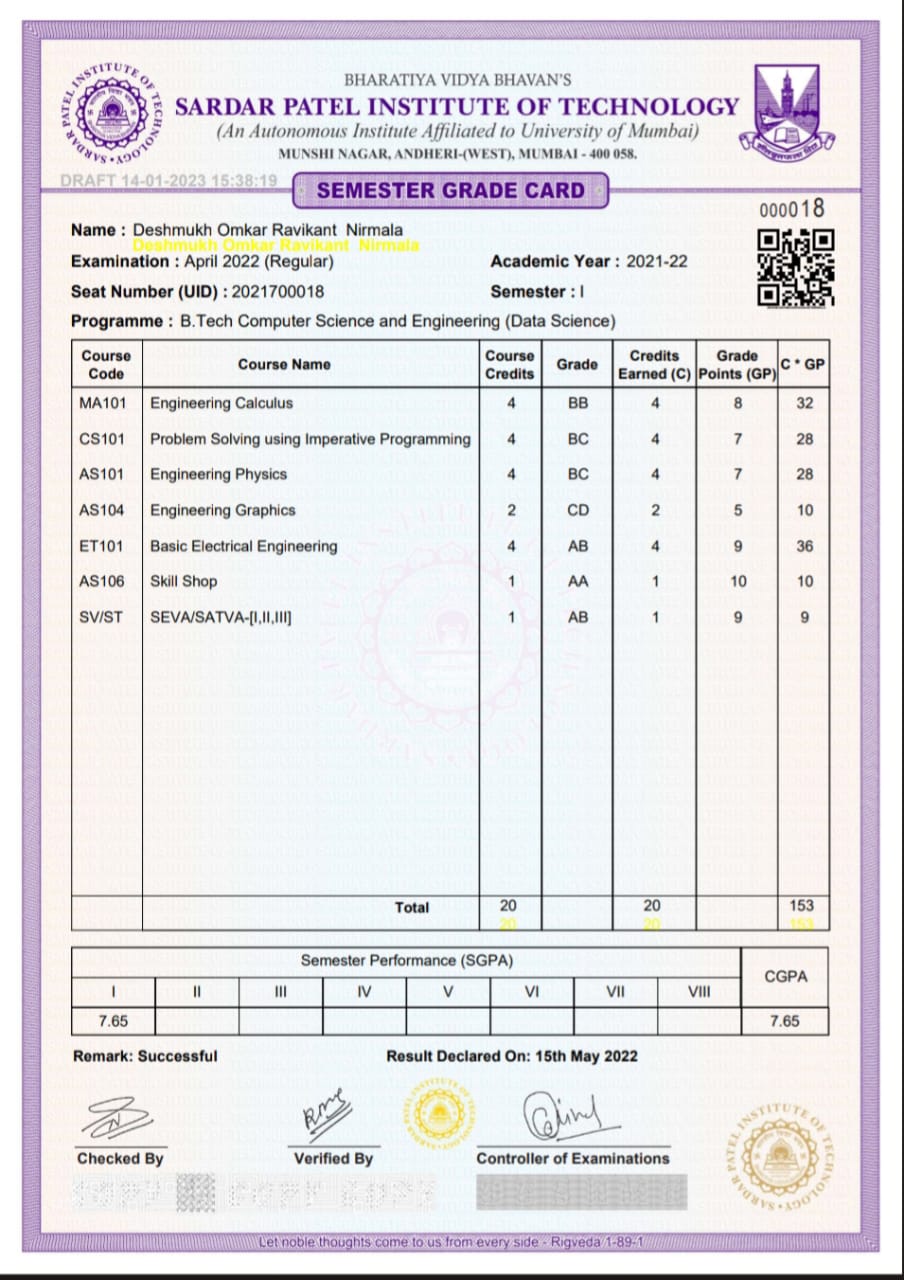 BHARATIYA VIDYA BHAVAN'S
SARDAR PATEL INSTITUTE OF TECHNOLOGY
(An Autonomous Institute Affiliated to University of Mumbai)
MUNSHI NAGAR, ANDHERI-(WEST), MUMBAI - 400 058.
SARDAR PATEL INSTITUTE OF TECHNOLOGY
DRAFT 14-01-2023 15:38:19
SEMESTER GRADE CARD
000018
Name : Deshmukh Omkar Ravikant Nirmala
Deshmukh Omkar Ravikant Nirmala
Examination : April 2022 (Regular) Academic Year : 2021-22
Seat Number (UID) : 2021700018 Semester : I
Programme : B.Tech Computer Science and Engineering (Data Science)
Course Code Course Name Course Credits Grade Credits Earned (C) Grade Points (GP) C * GP
MA101 Engineering Calculus 4 BB 4 8 32
CS101 Problem Solving using Imperative Programming 4 BC 4 7 28
AS101 Engineering Physics 4 BC 4 7 28
AS104 Engineering Graphics 2 CD 2 5 10
ET101 Basic Electrical Engineering 4 AB 4 9 36
AS106 Skill Shop 1 AA 1 10 10
SV/ST SEVA/SATVA-[I,II,III] 1 AB 1 9 9
Total 20 20 153
20 20 153
Semester Performance (SGPA) CGPA
I II III IV V VI VII VIII
7.65 7.65
Remark: Successful Result Declared On: 15th May 2022
Checked By Verified By Controller of Examinations
SARDAR PATEL INSTITUTE OF TECHNOLOGY
Let noble thoughts come to us from every side - Rigveda 1-89-1